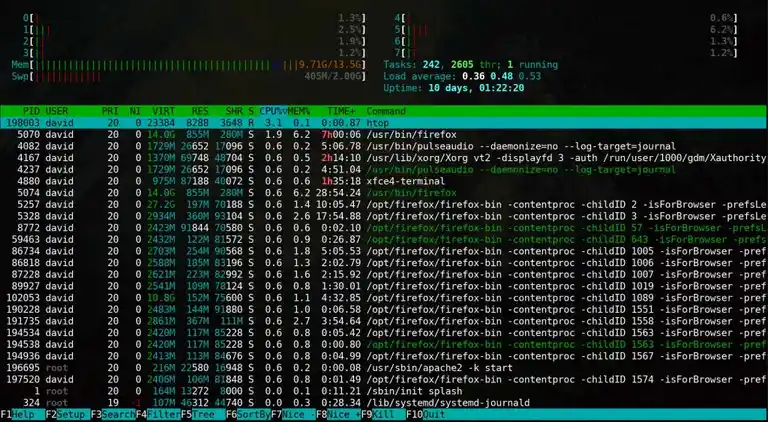 0[ 1.3%] 4[ 0.6%]
1[ 2.5%] 5[ 6.2%]
2[ 1.9%] 6[ 1.3%]
3[ 1.2%] 7[ 1.2%]
Mem[ 9.71G/13.5G] Tasks: 242, 2605 thr; 1 running
Swp[ 405M/2.00G] Load average: 0.36 0.48 0.53
Uptime: 10 days, 01:22:20
PID USER PRI NI VIRT RES SHR S CPU%▽MEM% TIME+ Command
198003 david 20 0 23384 8288 3648 R 3.1 0.1 0:00.87 htop
5070 david 20 0 14.0G 855M 280M S 1.9 6.2 7h00:06 /usr/bin/firefox
4082 david 20 0 1729M 26652 17096 S 0.6 0.2 5:06.78 /usr/bin/pulseaudio --daemonize=no --log-target=journal
4167 david 20 0 1370M 69748 48704 S 0.6 0.5 2h14:10 /usr/lib/xorg/Xorg vt2 -displayfd 3 -auth /run/user/1000/gdm/Xauthority
4237 david 20 0 1729M 26652 17096 S 0.6 0.2 4:51.04 /usr/bin/pulseaudio --daemonize=no --log-target=journal
4880 david 20 0 975M 87188 40072 S 0.6 0.6 1h35:18 xfce4-terminal
5074 david 20 0 14.0G 855M 280M S 0.6 6.2 28:54.24 /usr/bin/firefox
5257 david 20 0 27.2G 197M 70188 S 0.6 1.4 10:05.47 /opt/firefox/firefox-bin -contentproc -childID 2 -isForBrowser -prefsLe
5328 david 20 0 2934M 360M 93104 S 0.6 2.6 17:54.88 /opt/firefox/firefox-bin -contentproc -childID 3 -isForBrowser -prefsLe
8772 david 20 0 2423M 91844 70580 S 0.6 0.6 0:02.10 /opt/firefox/firefox-bin -contentproc -childID 57 -isForBrowser -prefsL
59463 david 20 0 2432M 122M 81572 S 0.6 0.9 0:26.87 /opt/firefox/firefox-bin -contentproc -childID 643 -isForBrowser -prefs
86734 david 20 0 2703M 254M 90568 S 0.6 1.8 5:05.53 /opt/firefox/firefox-bin -contentproc -childID 1005 -isForBrowser -pref
86818 david 20 0 2588M 185M 83196 S 0.6 1.3 2:02.79 /opt/firefox/firefox-bin -contentproc -childID 1006 -isForBrowser -pref
87228 david 20 0 2621M 223M 82992 S 0.6 1.6 2:15.92 /opt/firefox/firefox-bin -contentproc -childID 1007 -isForBrowser -pref
89927 david 20 0 2541M 109M 78124 S 0.6 0.8 1:30.01 /opt/firefox/firefox-bin -contentproc -childID 1019 -isForBrowser -pref
102053 david 20 0 10.8G 152M 75600 S 0.6 1.1 4:32.85 /opt/firefox/firefox-bin -contentproc -childID 1089 -isForBrowser -pref
190228 david 20 0 2483M 144M 91880 S 0.6 1.0 0:06.58 /opt/firefox/firefox-bin -contentproc -childID 1551 -isForBrowser -pref
191735 david 20 0 2861M 367M 111M S 0.6 2.7 3:54.64 /opt/firefox/firefox-bin -contentproc -childID 1558 -isForBrowser -pref
194534 david 20 0 2420M 117M 85228 S 0.6 0.8 0:05.42 /opt/firefox/firefox-bin -contentproc -childID 1563 -isForBrowser -pref
194538 david 20 0 2420M 117M 85228 S 0.6 0.8 0:00.80 /opt/firefox/firefox-bin -contentproc -childID 1563 -isForBrowser -pref
194936 david 20 0 2413M 113M 84676 S 0.6 0.8 0:04.99 /opt/firefox/firefox-bin -contentproc -childID 1567 -isForBrowser -pref
196695 root 20 0 216M 22580 16948 S 0.6 0.2 0:00.08 /usr/sbin/apache2 -k start
197520 david 20 0 2406M 106M 81848 S 0.6 0.8 0:01.49 /opt/firefox/firefox-bin -contentproc -childID 1574 -isForBrowser -pref
1 root 20 0 164M 13272 8000 S 0.0 0.1 0:11.21 /sbin/init splash
324 root 19 -1 107M 46312 44740 S 0.0 0.3 0:28.34 /lib/systemd/systemd-journald
F1Help F2Setup F3SearchF4FilterF5Tree F6SortByF7Nice -F8Nice +F9Kill F10Quit